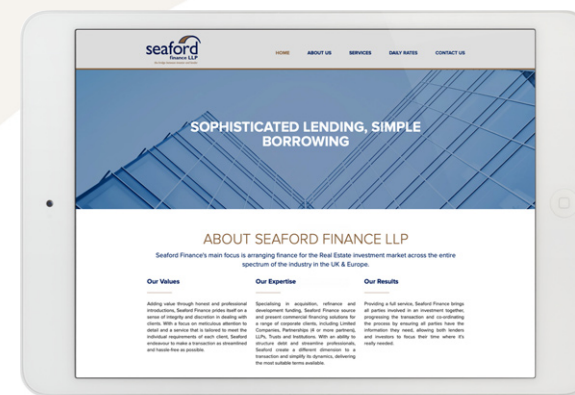 seaford
finance LLP
HOME ABOUT US SERVICES DAILY RATES CONTACT US
SOPHISTICATED LENDING, SIMPLE
BORROWING
ABOUT SEAFORD FINANCE LLP
Seaford Finance's main focus is arranging finance for the Real Estate investment market across the entire
spectrum of the industry in the UK & Europe.
Our Values
Adding value through honest and professional
introductions, Seaford Finance prides itself on a
sense of integrity and discretion in dealing with
clients. With a focus on meticulous attention to
detail and a service that is tailored to meet the
individual requirements of each client, Seaford
endeavour to make a transaction as streamlined
and hassle free as possible.
Our Expertise
Specialising in acquisition, refinance and
development funding, Seaford Finance source
and present commercial financing solutions for
a range of corporate clients, including Limited
Companies, Partnerships (4 or more partners),
LLPs, Trusts and Institutions. With an ability to
structure debt and streamline professionals,
Seaford create a different dimension to a
transaction and simplify its dynamics, delivering
the most suitable terms available.
Our Results
Providing a full service, Seaford Finance brings
all parties involved in an investment together,
progressing the transaction and co-ordinating
the process by ensuring all parties have the
information they need, allowing both lenders
and investors to focus their time where it's
really needed.